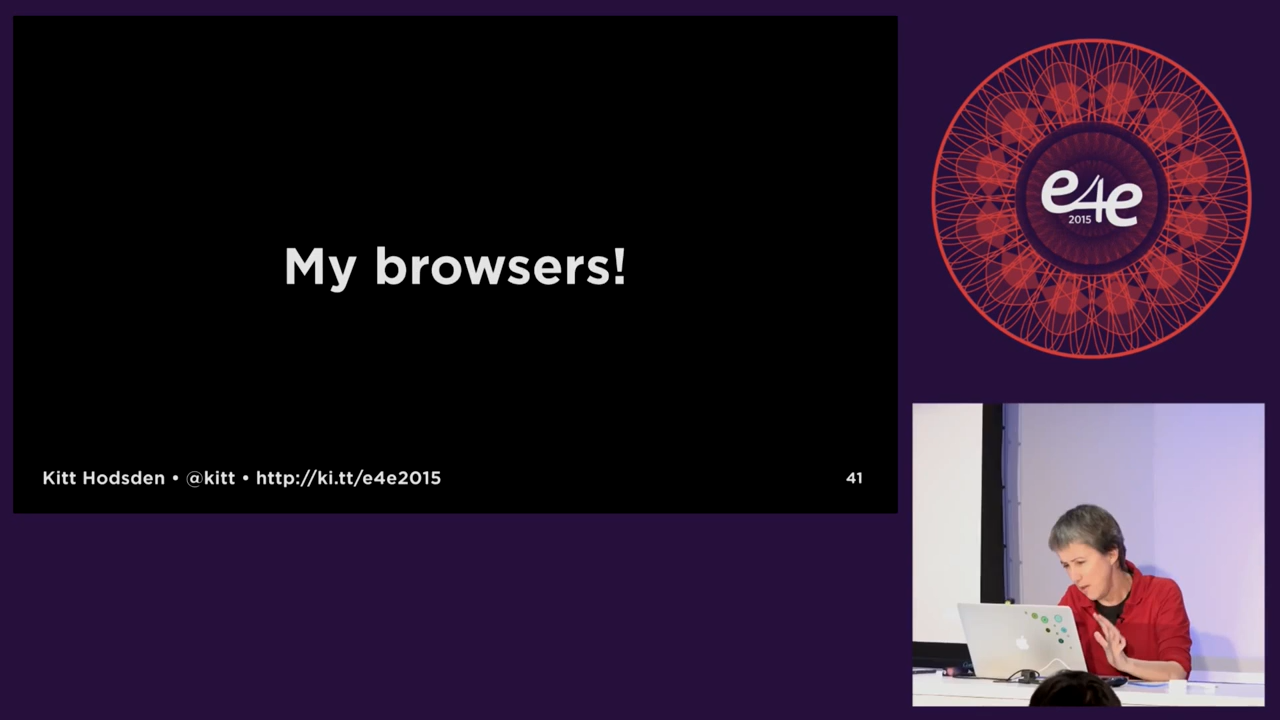 My browsers!
Kitt Hodsden • @kitt • http://ki.tt/e4e2015
41
e4e
2015